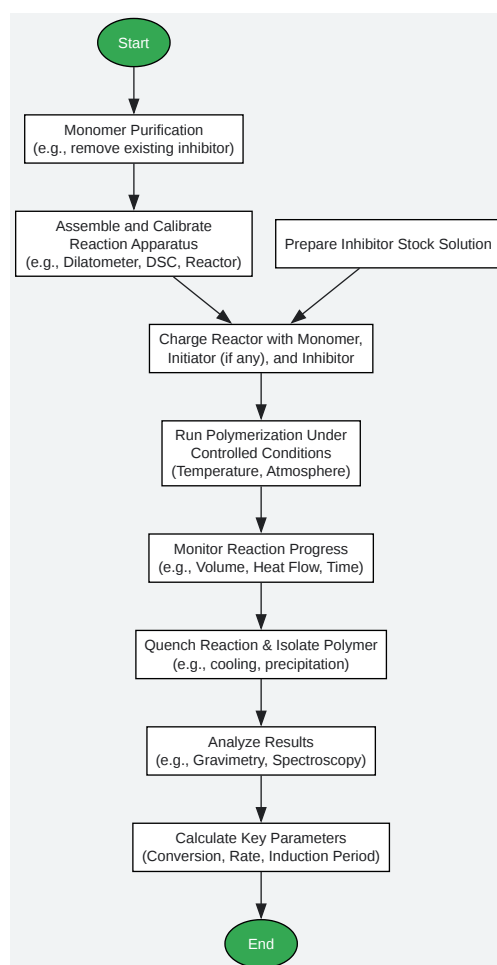 Start
Monomer Purification
(e.g., remove existing inhibitor)
Assemble and Calibrate
Reaction Apparatus
(e.g., Dilatometer, DSC, Reactor)
Prepare Inhibitor Stock Solution
Charge Reactor with Monomer,
Initiator (if any), and Inhibitor
Run Polymerization Under
Controlled Conditions
(Temperature, Atmosphere)
Monitor Reaction Progress
(e.g., Volume, Heat Flow, Time)
Quench Reaction & Isolate Polymer
(e.g., cooling, precipitation)
Analyze Results
(e.g., Gravimetry, Spectroscopy)
Calculate Key Parameters
(Conversion, Rate, Induction Period)
End